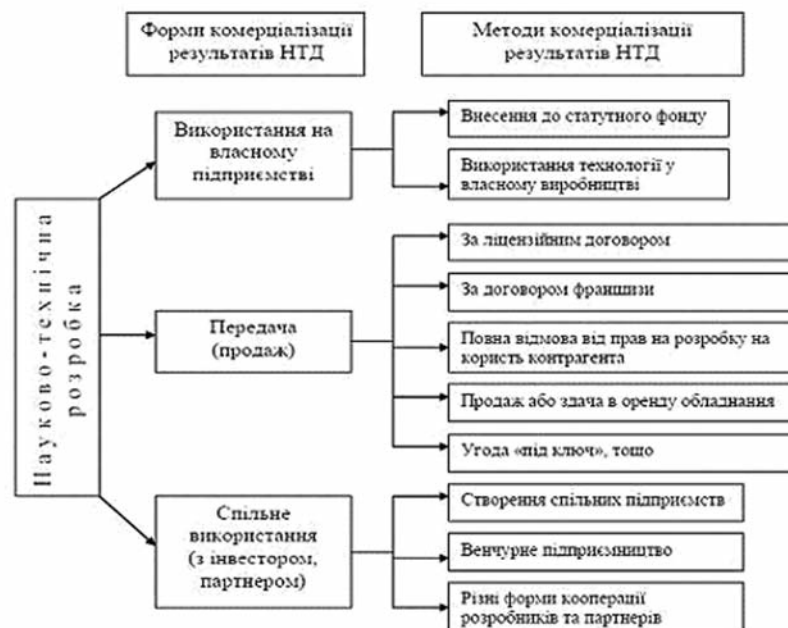 Форми комерціалізації
результатів НТД
Методи комерціалізації
результатів НТД
Науково-технічна
розробка
Використання на
власному
підприємстві
Внесення до статутного фонду
Використання технології у
власному виробництві
Передача
(продаж)
За ліцензійним договором
За договором франшизи
Повна відмова від прав на розробку на
користь контрагента
Продаж або здача в оренду обладнання
Угода «під ключ», тощо
Спільне
використання
(з інвестором,
партнером)
Створення спільних підприємств
Венчурне підприємництво
Різні форми кооперації
розробників та партнерів